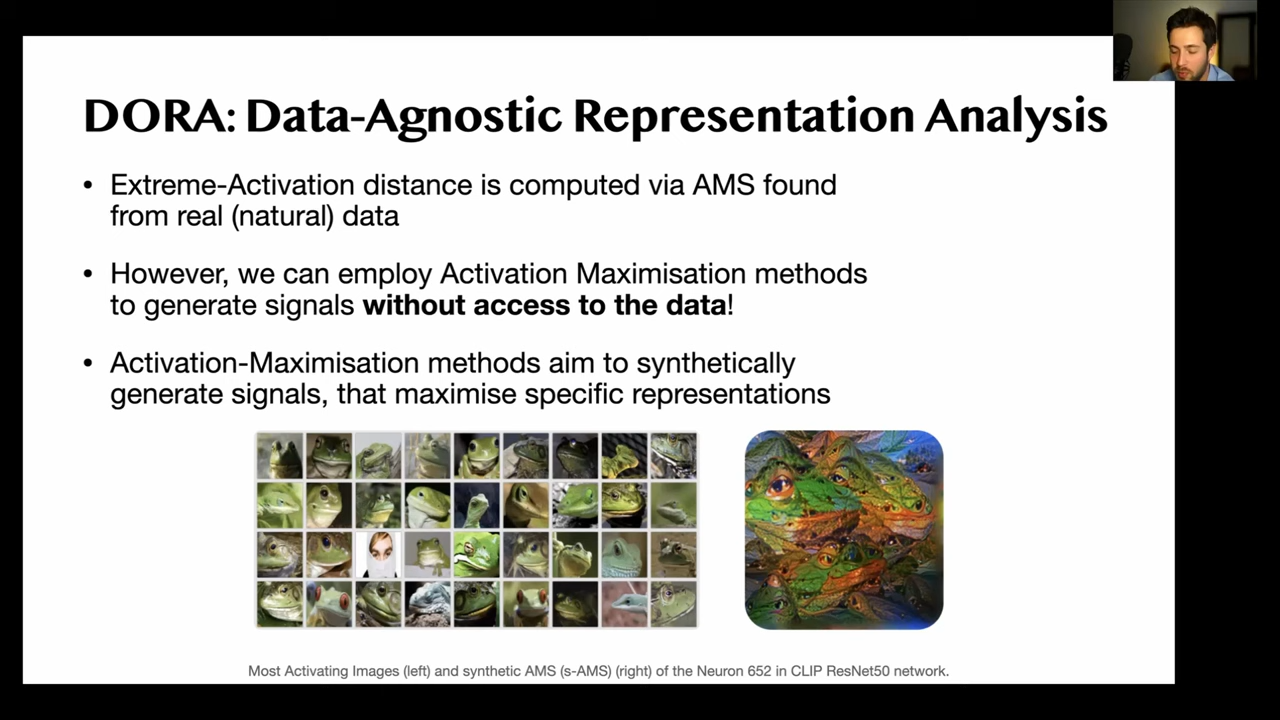 DORA: Data-Agnostic Representation Analysis
• Extreme-Activation distance is computed via AMS found
from real (natural) data
• However, we can employ Activation Maximisation methods
to generate signals without access to the data!
• Activation-Maximisation methods aim to synthetically
generate signals, that maximise specific representations
Most Activating Images (left) and synthetic AMS (s-AMS) (right) of the Neuron 652 in CLIP ResNet50 network.